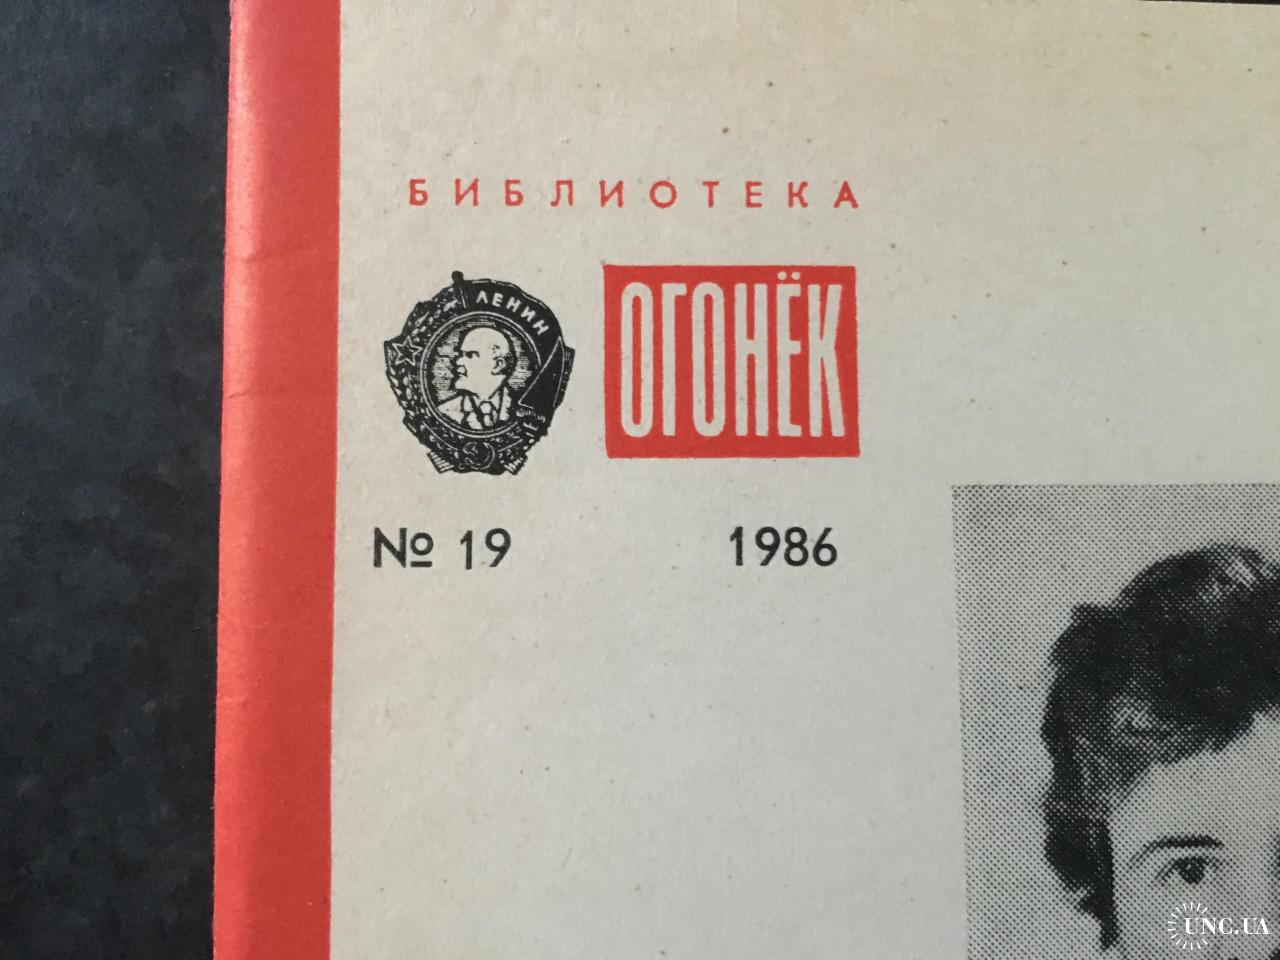 БИБЛИОТЕКА
ЛЕНИН
ОГОНЁК
№ 19 1986
UNC.UA